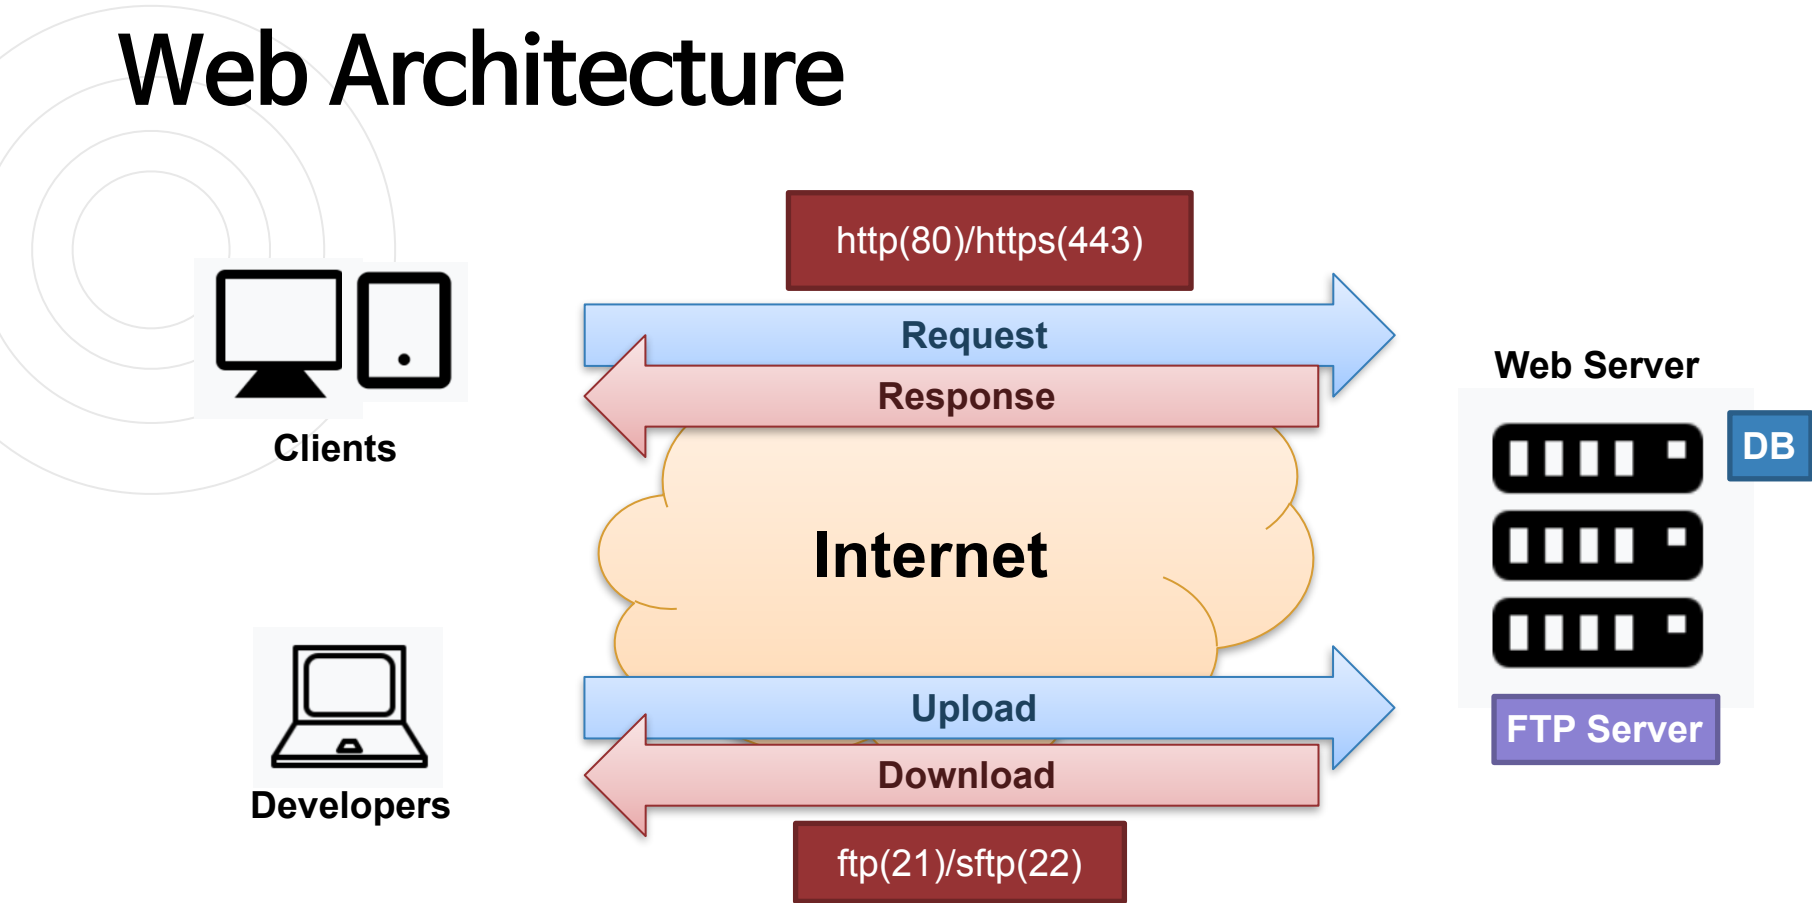 Web Architecture
http(80)/https(443)
Request
Response
Web Server
DB
Clients
Internet
Upload
FTP Server
Download
Developers
ftp(21)/sftp(22)